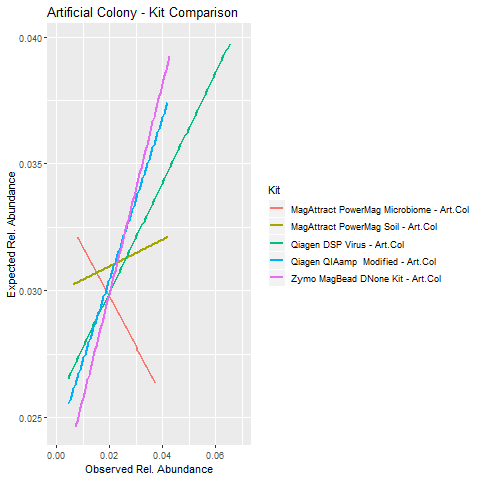 Artificial Colony - Kit Comparison
0.040
0.035
0.030
0.025
Expected Rel. Abundance
0.00 0.02 0.04 0.06
Observed Rel. Abundance
Kit
MagAttract PowerMag Microbiome - Art.Col
MagAttract PowerMag Soil - Art.Col
Qiagen DSP Virus - Art.Col
Qiagen QIAamp  Modified - Art.Col
Zymo MagBead DNone Kit - Art.Col